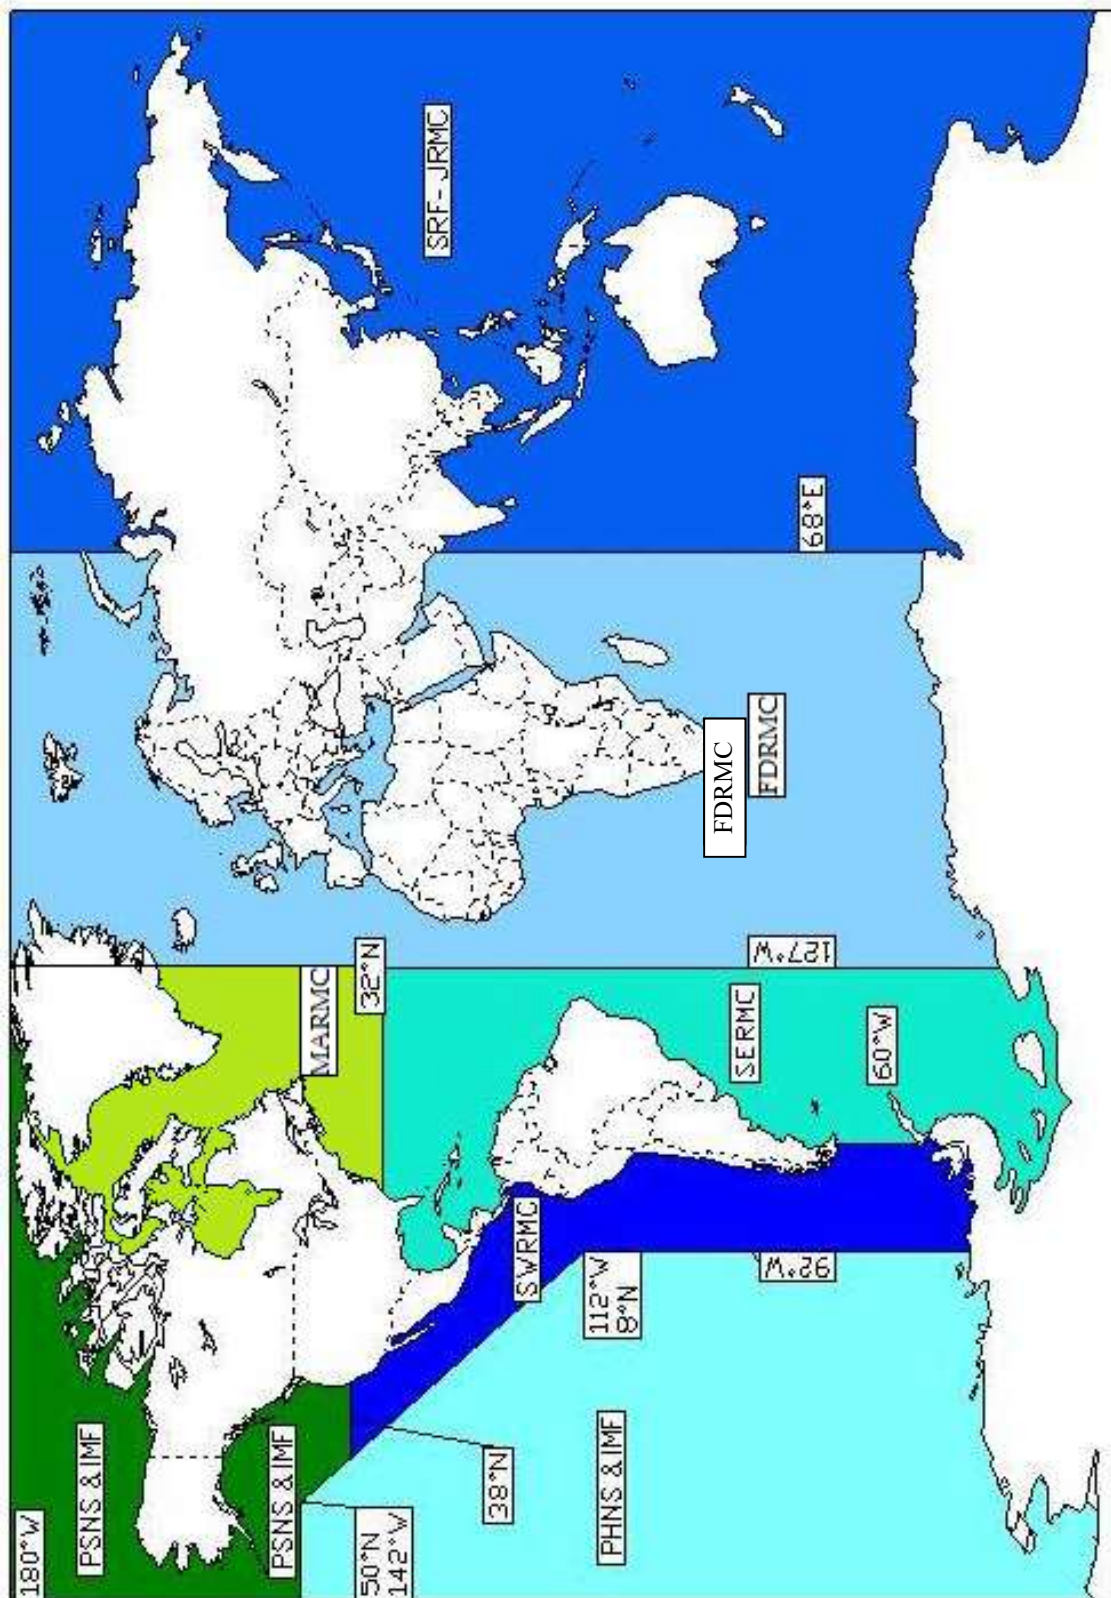 180°W
PSNS & IMF
PSNS & IMF
MARMC
32°N
50°N
142°W
SRF-JRMC
38°N
SWRMC
112°W
8°N
PHNS & IMF
FDRMC
SERMC
FDRMC
92°W
127°W
68°E
60°W